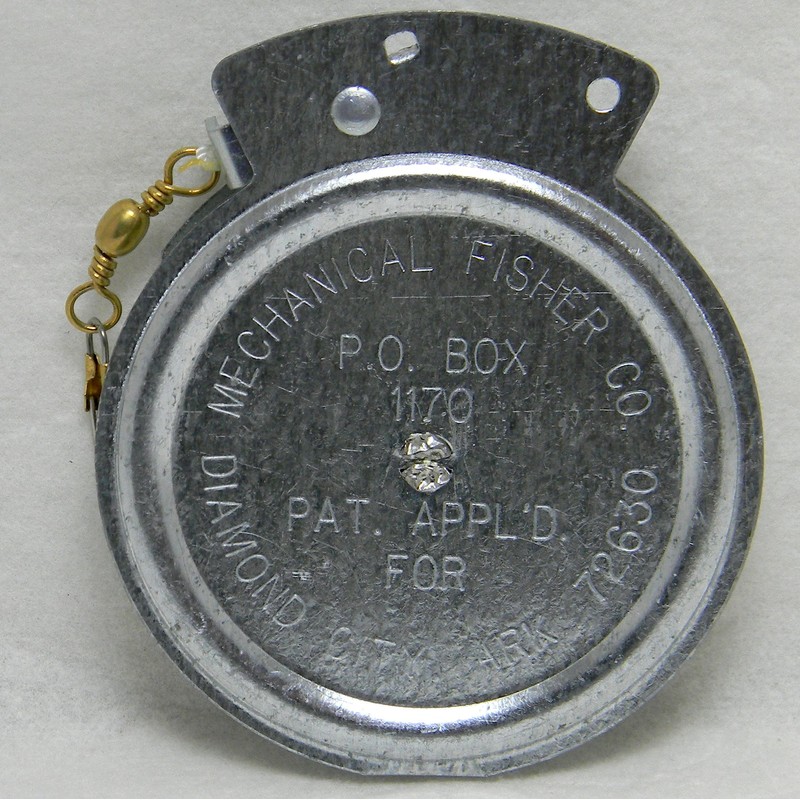 MECHANICAL FISHER CO
P.O. BOX
1170
PAT. APPL'D.
FOR
DIAMOND CITY, ARK 72630